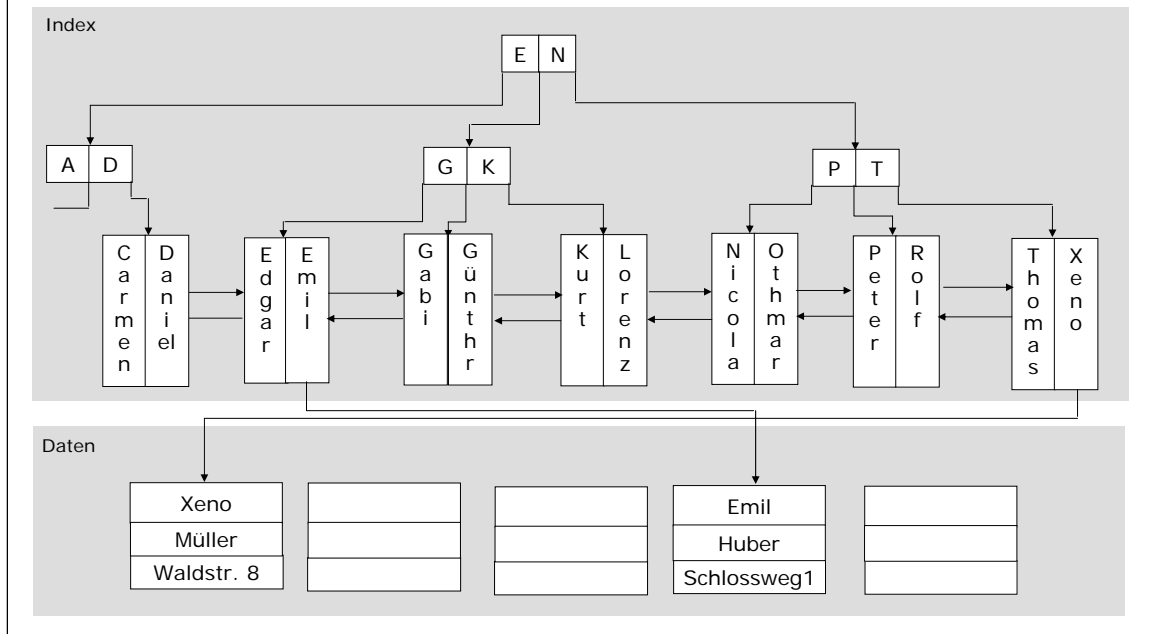 Index
E N
A D
G K
P T
Carmen
Daniel
Edgar
Emil
Gabi
Günthr
Kurt
Lorenz
Nicola
Othmar
Peter
Rolf
Thomas
Xeno
Daten
Xeno
Müller
Waldstr. 8
Emil
Huber
Schlossweg1